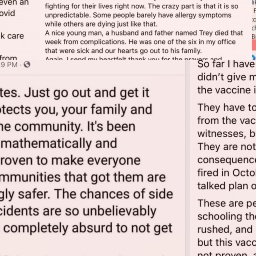 even an
ovid
k care
from
9 PM ·
fighting for their lives right now. The crazy part is that it is so
unpredictable. Some people barely have allergy symptoms
while others are dying just like that.
A nice young man, a husband and father named Trey died that
week from complications. He was one of the six in my office
that were sick and our hearts go out to his family.
Again, I send my heartfelt thank you for the prayers and
tes. Just go out and get it
otects you, your family and
ne community. It's been
mathematically and
roven to make everyone
mmunities that got them are
gly safer. The chances of side
cidents are so unbelievably
completely absurd to not get
So far I have
didn't give m
the vaccine i
They have to
from the vac
witnesses, b
They are not
consequence
fired in Octo
talked plan o
These are pe
schooling the
rushed, and
but this vacc
not proven, a